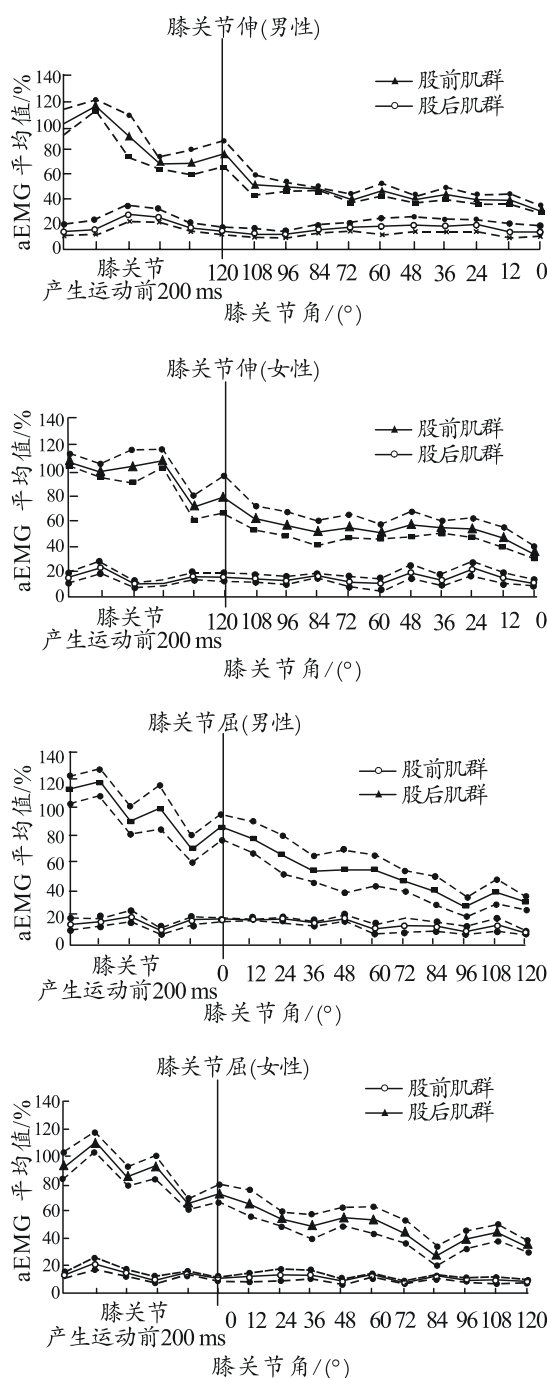 膝关节伸(男性)
aEMG 平均值/%
140
120
100
80
60
40
20
0
股前肌群
股后肌群
膝关节
产生运动前200 ms
120 108 96 84 72 60 48 36 24 12 0
膝关节角/(°)
膝关节伸(女性)
aEMG 平均值/%
140
120
100
80
60
40
20
0
股前肌群
股后肌群
膝关节
产生运动前200 ms
120 108 96 84 72 60 48 36 24 12 0
膝关节角/(°)
膝关节屈(男性)
aEMG 平均值/%
140
120
100
80
60
40
20
0
股前肌群
股后肌群
膝关节
产生运动前200 ms
0 12 24 36 48 60 72 84 96 108 120
膝关节角/(°)
膝关节屈(女性)
aEMG 平均值/%
140
120
100
80
60
40
20
0
股前肌群
股后肌群
膝关节
产生运动前200 ms
0 12 24 36 48 60 72 84 96 108 120
膝关节角/(°)